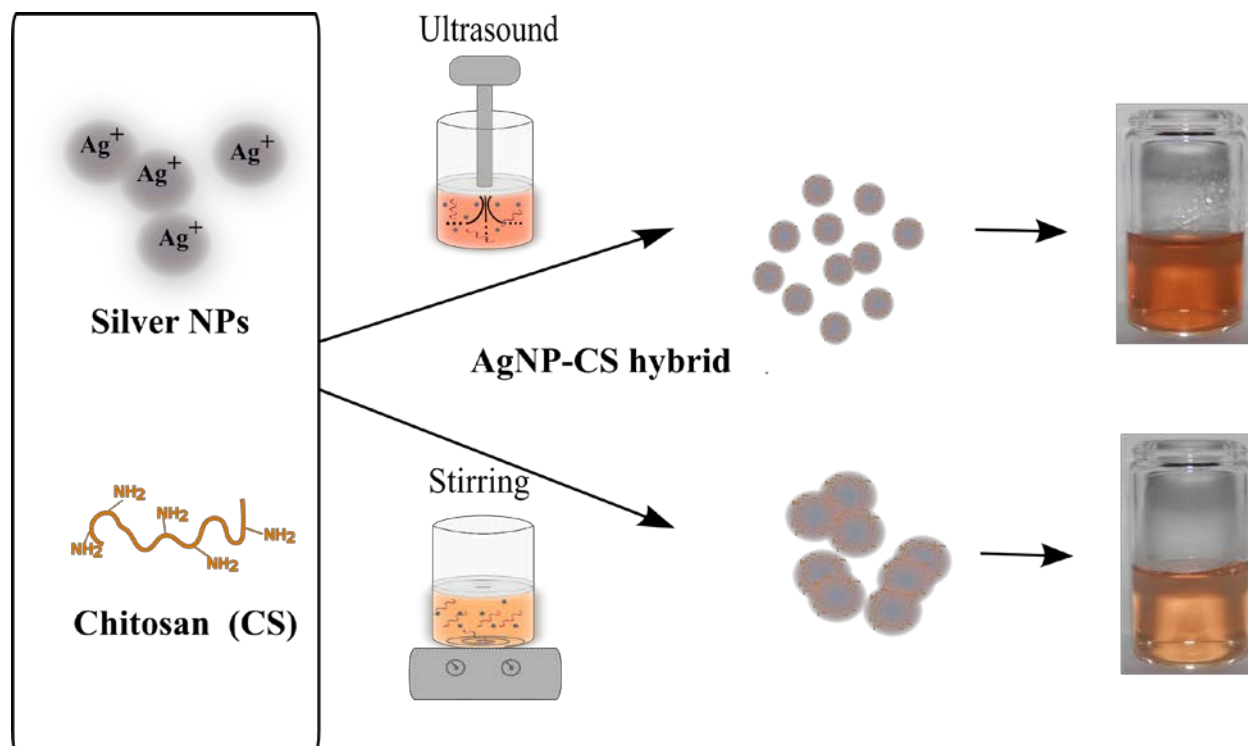 Ultrasound
Ag+
Ag+
Ag+
Ag+
Silver NPs
AgNP-CS hybrid
Stirring
NH2
NH2
NH2
NH2
NH2
Chitosan (CS)